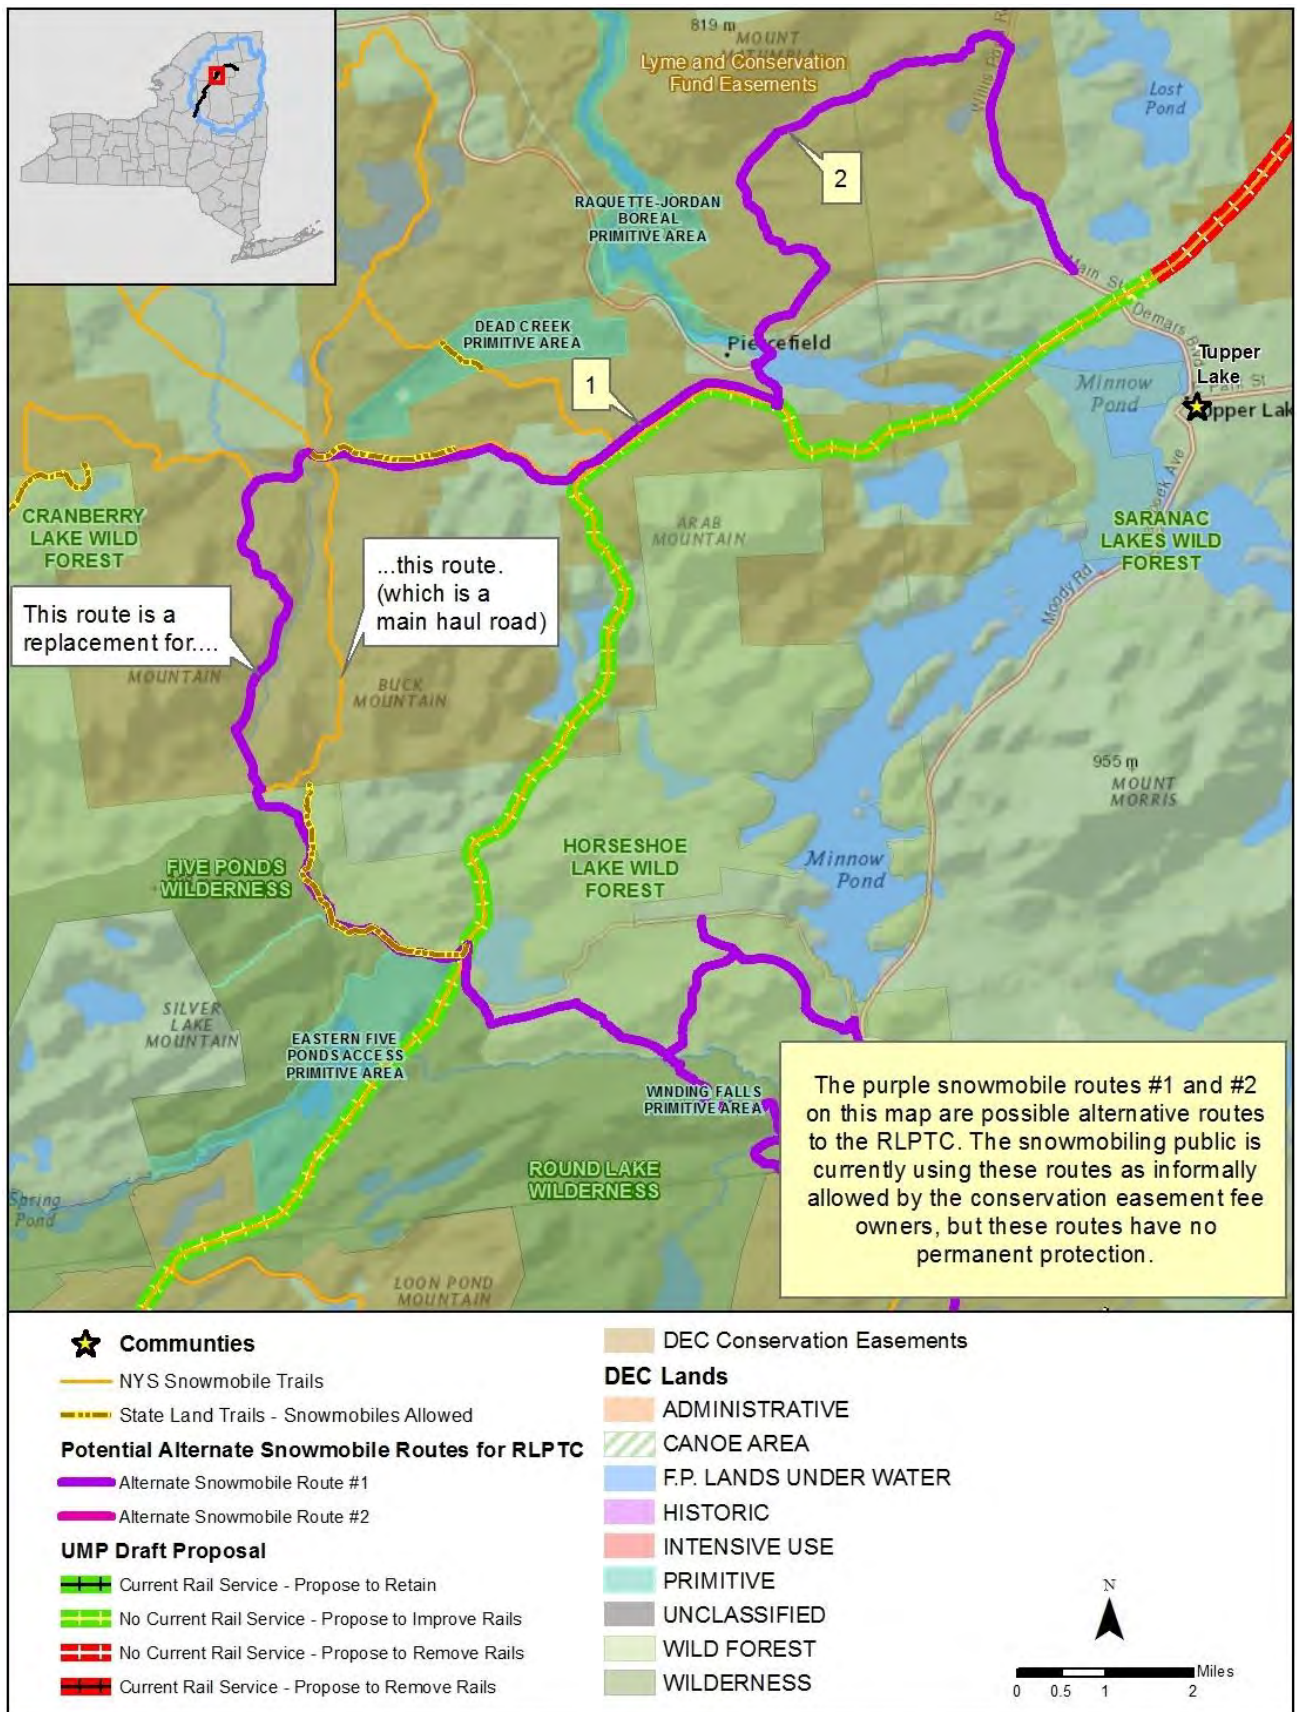 819 m
MOUNT
MATUMBLA
Lyme and Conservation
Fund Easements
Lost
Pond
2
RAQUETTE-JORDAN
BOREAL
PRIMITIVE AREA
Main St
DEAD CREEK
PRIMITIVE AREA
Piercefield
Demars Blvd
Tupper
Lake
Park St
Minnow
Pond
1
Tupper Lak
CRANBERRY
LAKE WILD
FOREST
ARAB
MOUNTAIN
SARANAC
LAKES WILD
FOREST
...this route.
(which is a
main haul road)
Moody Rd
This route is a
replacement for....
MOUNTAIN
BUCK
MOUNTAIN
955 m
MOUNT
MORRIS
HORSESHOE
LAKE WILD
FOREST
FIVE PONDS
WILDERNESS
Minnow
Pond
SILVER
LAKE
MOUNTAIN
EASTERN FIVE
PONDS ACCESS
PRIMITIVE AREA
WINDING FALLS
PRIMITIVE AREA
The purple snowmobile routes #1 and #2
on this map are possible alternative routes
to the RLPTC. The snowmobiling public is
currently using these routes as informally
allowed by the conservation easement fee
owners, but these routes have no
permanent protection.
ROUND LAKE
WILDERNESS
Spring
Pond
LOON POND
MOUNTAIN
Communties
NYS Snowmobile Trails
State Land Trails - Snowmobiles Allowed
Potential Alternate Snowmobile Routes for RLPTC
Alternate Snowmobile Route #1
Alternate Snowmobile Route #2
UMP Draft Proposal
Current Rail Service - Propose to Retain
No Current Rail Service - Propose to Improve Rails
No Current Rail Service - Propose to Remove Rails
Current Rail Service - Propose to Remove Rails
DEC Conservation Easements
DEC Lands
ADMINISTRATIVE
CANOE AREA
F.P. LANDS UNDER WATER
HISTORIC
INTENSIVE USE
PRIMITIVE
UNCLASSIFIED
WILD FOREST
WILDERNESS
N
Miles
0 0.5 1 2